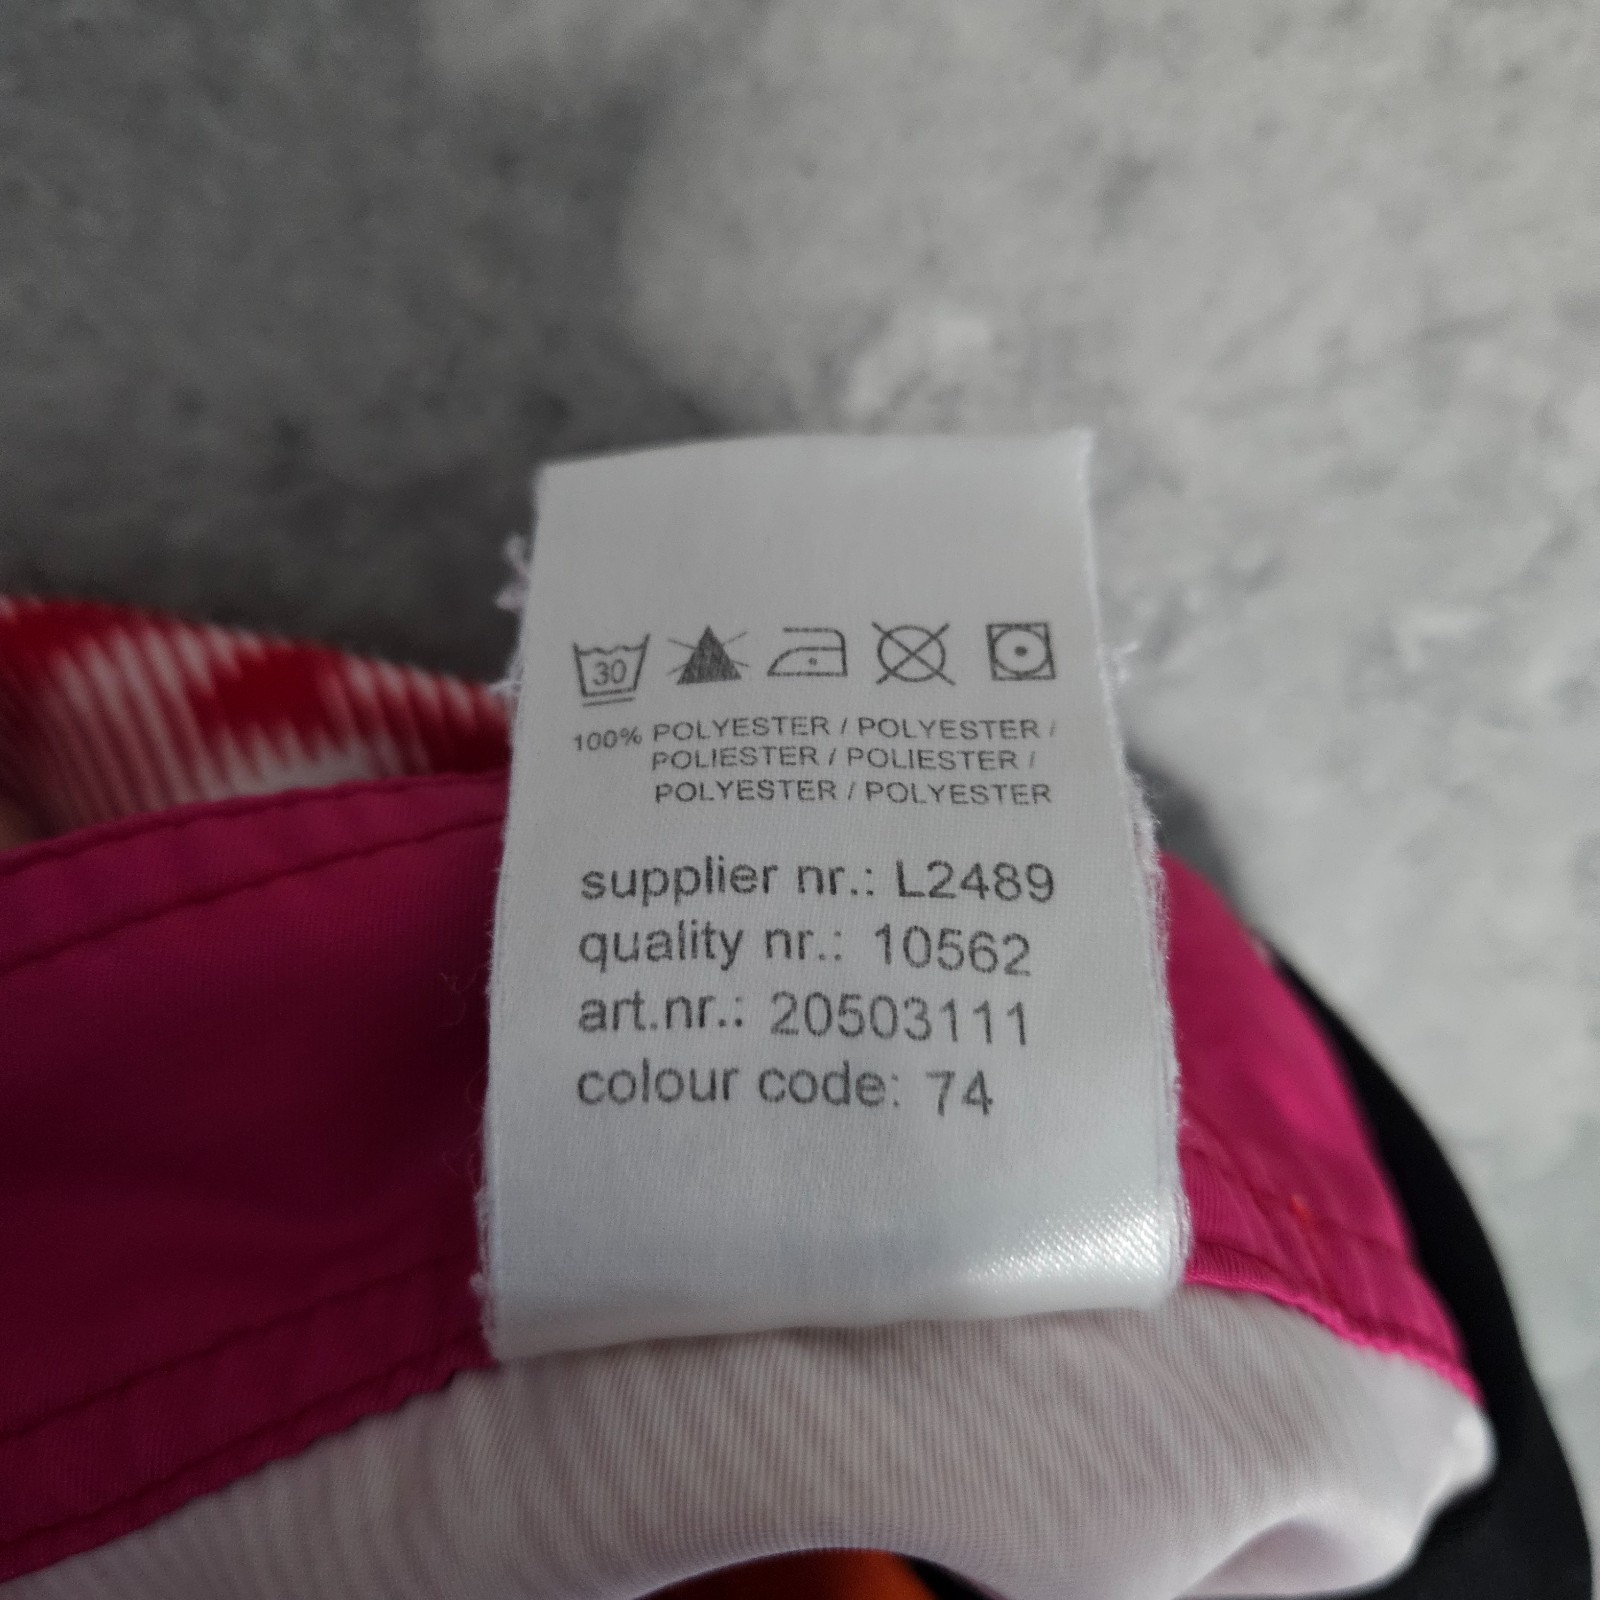 30
100% POLYESTER / POLYESTER /
POLIESTER / POLIESTER /
POLYESTER / POLYESTER
supplier nr.: L2489
quality nr.: 10562
art.nr.: 20503111
colour code: 74